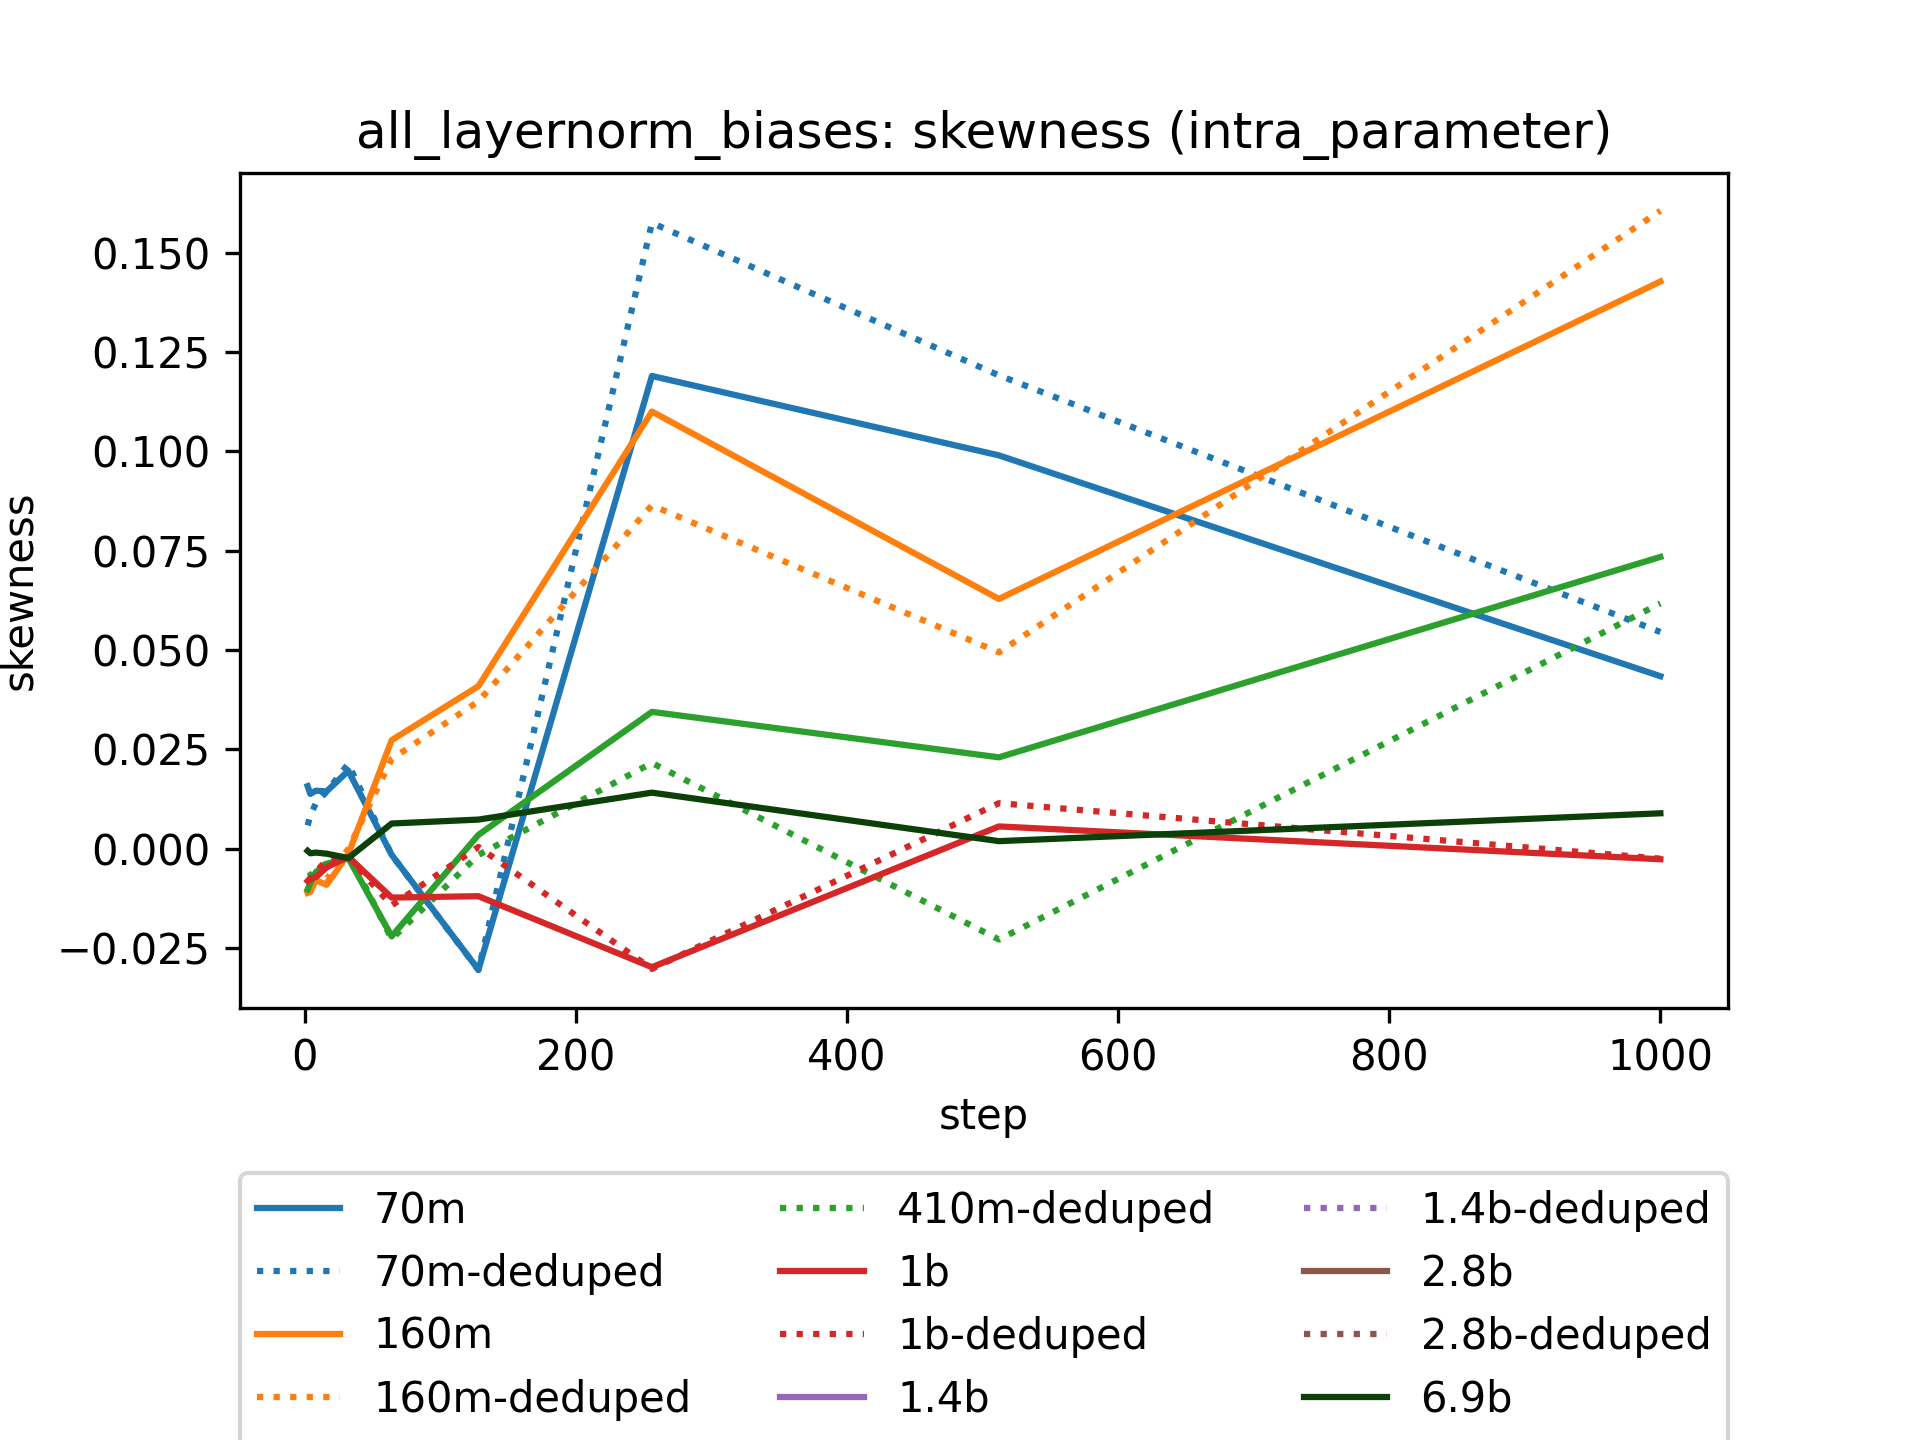 all_layernorm_biases: skewness (intra_parameter)
skewness
0.150
0.125
0.100
0.075
0.050
0.025
0.000
−0.025
0 200 400 600 800 1000
step
70m 410m-deduped 1.4b-deduped
70m-deduped 1b 2.8b
160m 1b-deduped 2.8b-deduped
160m-deduped 1.4b 6.9b